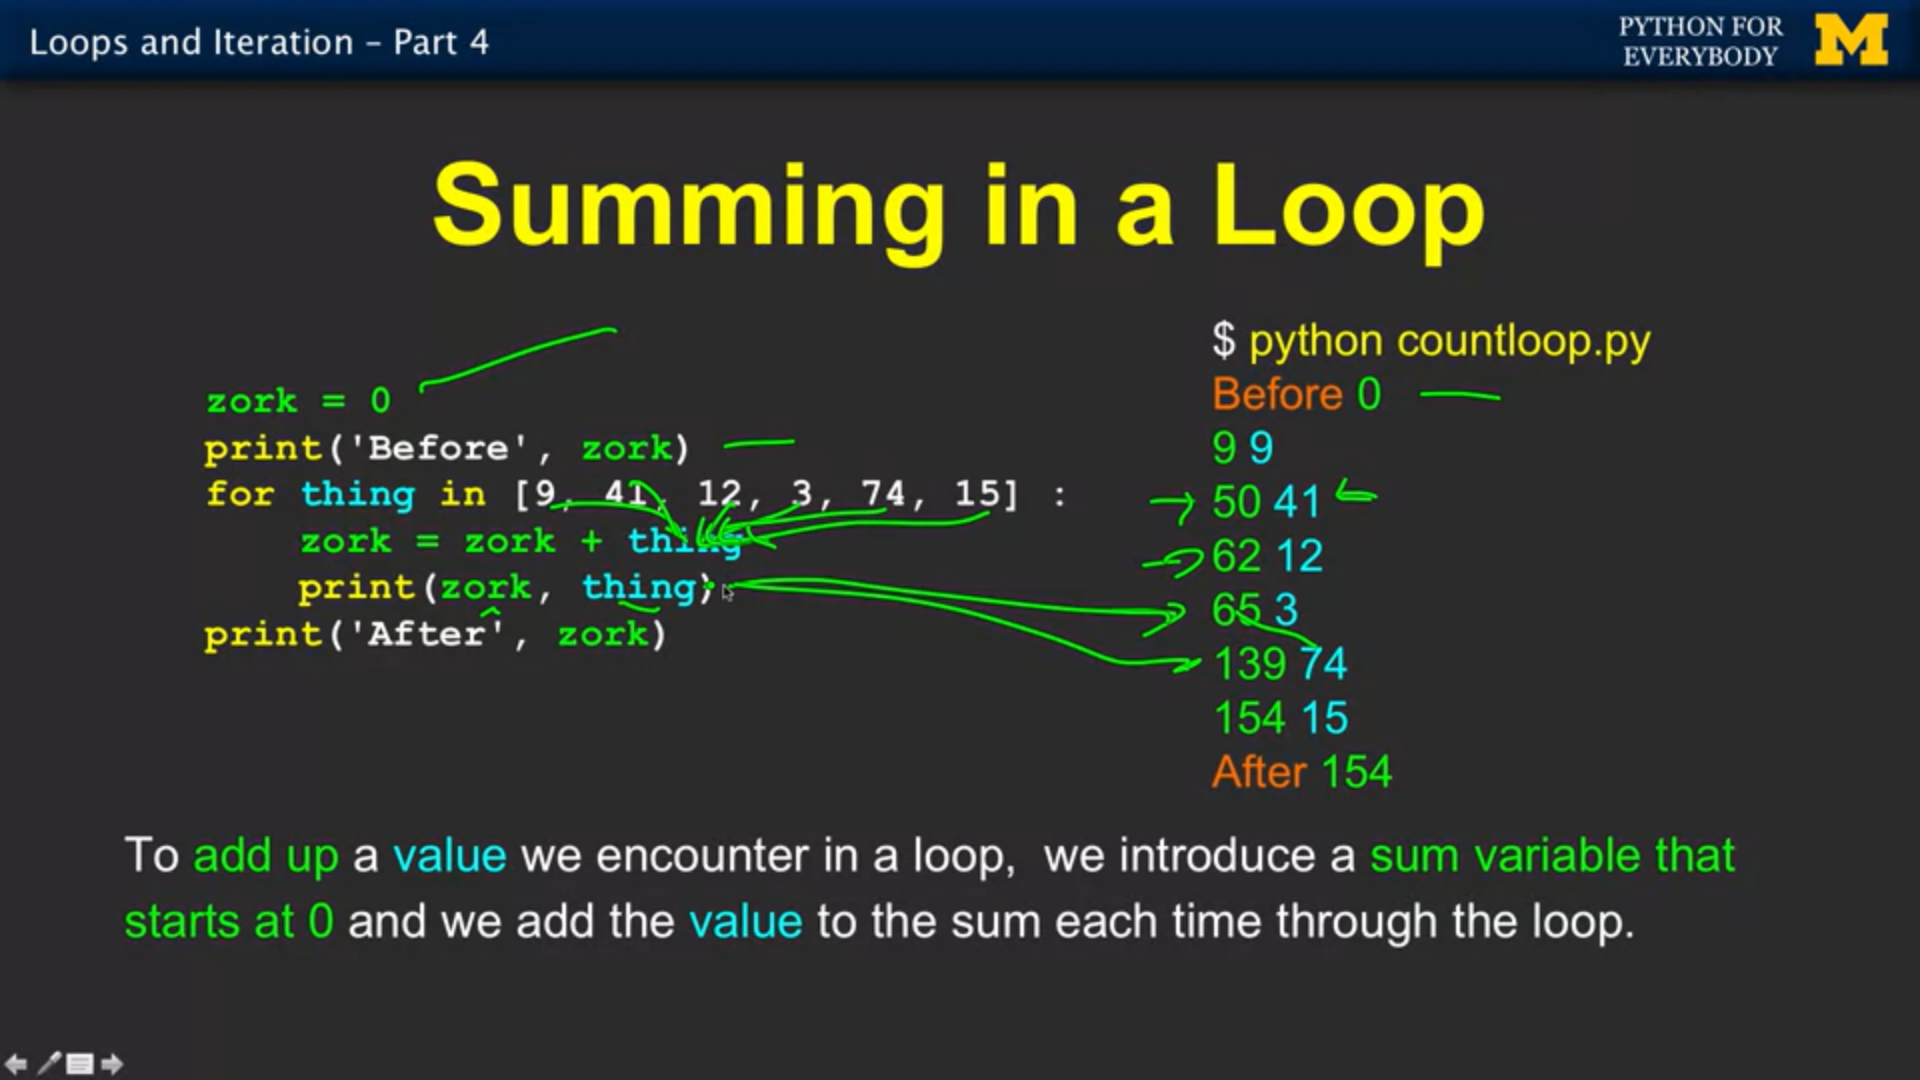 Loops and Iteration – Part 4
PYTHON FOR
EVERYBODY
M
Summing in a Loop
zork = 0
print('Before', zork)
for thing in [9, 41, 12, 3, 74, 15] :
    zork = zork + thing
    print(zork, thing)
print('After', zork)
$ python countloop.py
Before 0
9 9
50 41
62 12
65 3
139 74
154 15
After 154
To add up a value we encounter in a loop,  we introduce a sum variable that
starts at 0 and we add the value to the sum each time through the loop.